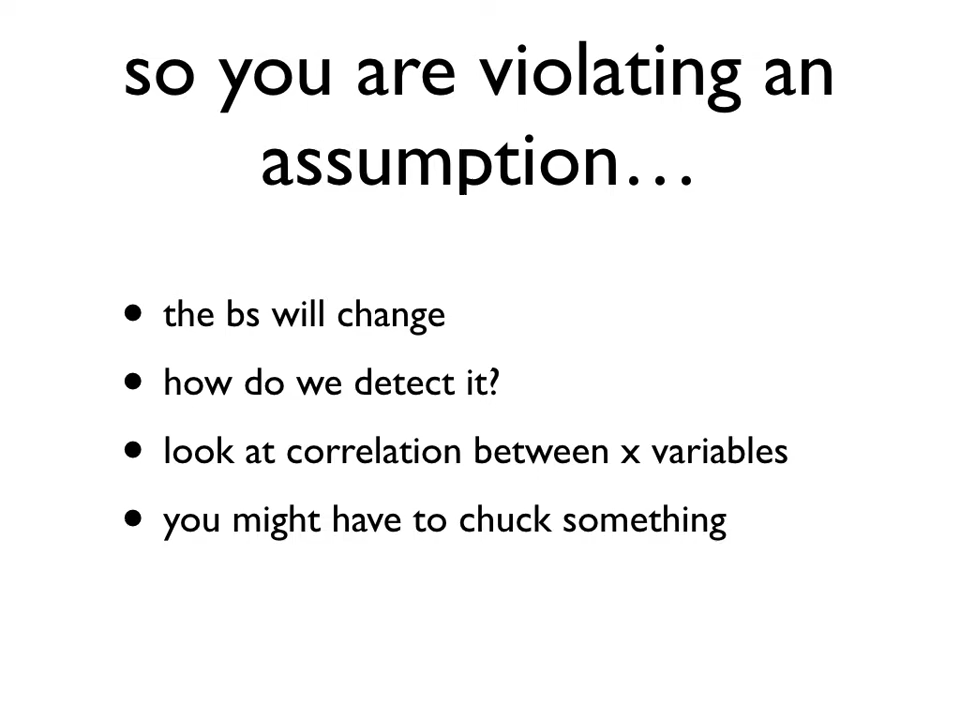 so you are violating an
assumption…
• the bs will change
• how do we detect it?
• look at correlation between x variables
• you might have to chuck something